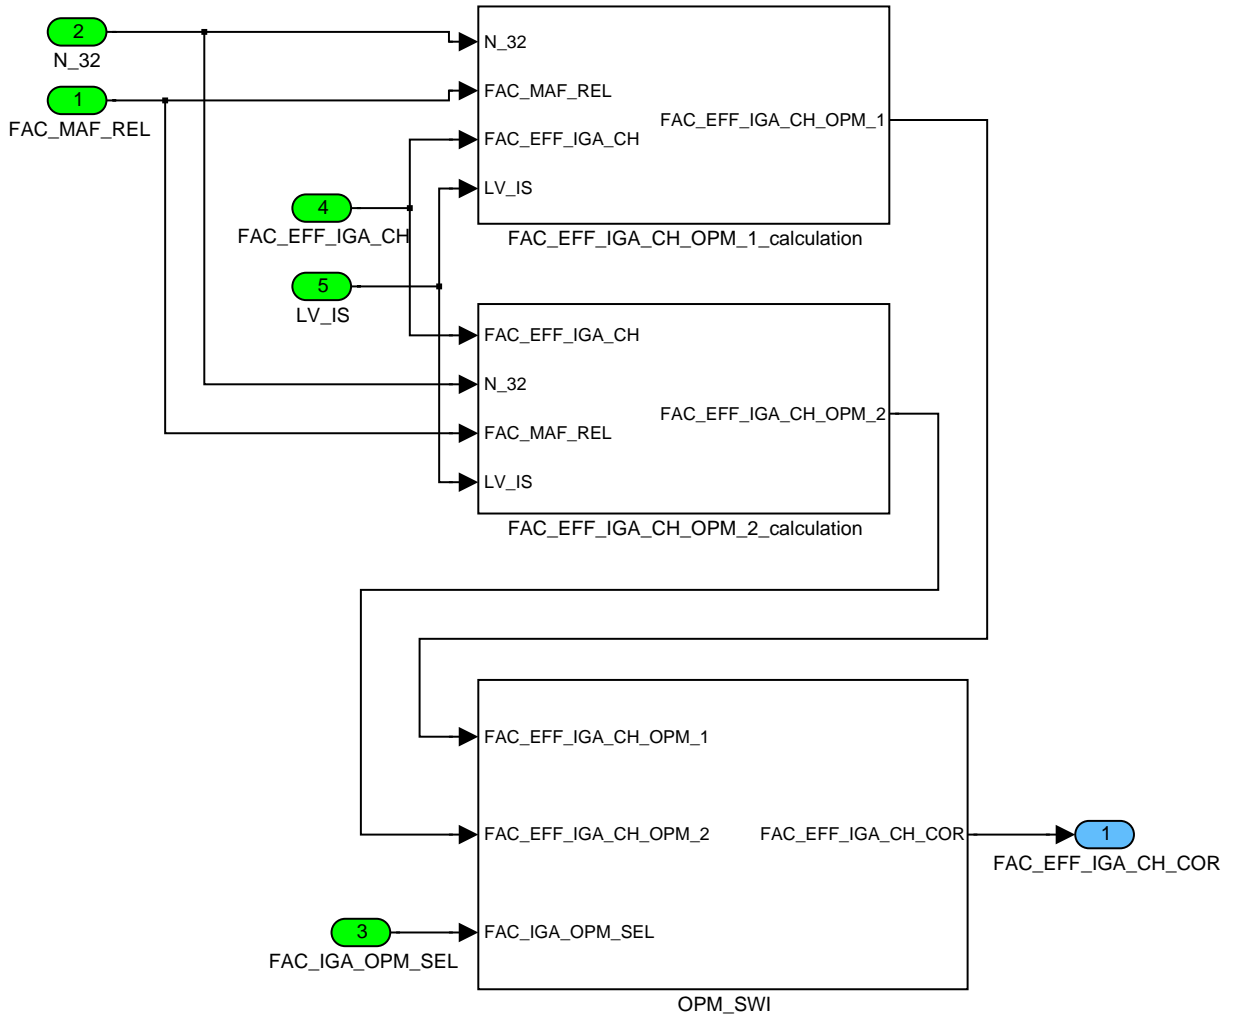 2
N_32
1
FAC_MAF_REL
4
FAC_EFF_IGA_CH
5
LV_IS
N_32
FAC_MAF_REL
FAC_EFF_IGA_CH
LV_IS
FAC_EFF_IGA_CH_OPM_1
FAC_EFF_IGA_CH_OPM_1_calculation
FAC_EFF_IGA_CH
N_32
FAC_MAF_REL
LV_IS
FAC_EFF_IGA_CH_OPM_2
FAC_EFF_IGA_CH_OPM_2_calculation
FAC_EFF_IGA_CH_OPM_1
FAC_EFF_IGA_CH_OPM_2
FAC_IGA_OPM_SEL
FAC_EFF_IGA_CH_COR
3
FAC_IGA_OPM_SEL
OPM_SWI
1
FAC_EFF_IGA_CH_COR